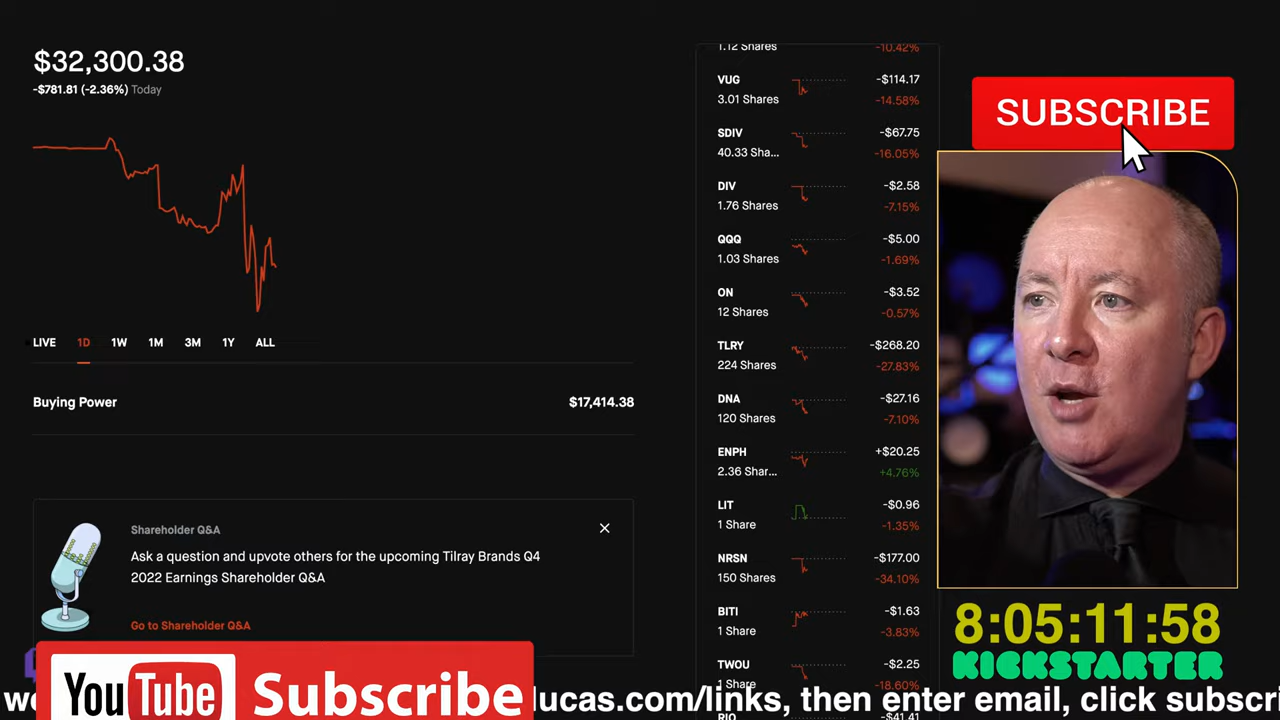 $32,300.38
-$781.81 (-2.36%) Today
LIVE 1D 1W 1M 3M 1Y ALL
Buying Power $17,414.38
Shareholder Q&A
Ask a question and upvote others for the upcoming Tilray Brands Q4
2022 Earnings Shareholder Q&A
Go to Shareholder Q&A
1.12 Shares -10.42%
VUG -$114.17
3.01 Shares -14.58%
SDIV -$67.75
40.33 Sha... -16.05%
DIV -$2.58
1.76 Shares -7.15%
QQQ -$5.00
1.03 Shares -1.69%
ON -$3.52
12 Shares -0.57%
TLRY -$268.20
224 Shares -27.83%
DNA -$27.16
120 Shares -7.10%
ENPH +$20.25
2.36 Shar... +4.76%
LIT -$0.96
1 Share -1.35%
NRSN -$177.00
150 Shares -34.10%
BITI -$1.63
1 Share -3.83%
TWOU -$2.25
1 Share -18.60%
RIO -$41.41
SUBSCRIBE
8:05:11:58
KICKSTARTER
YouTube Subscribe
lucas.com/links, then enter email, click subscri